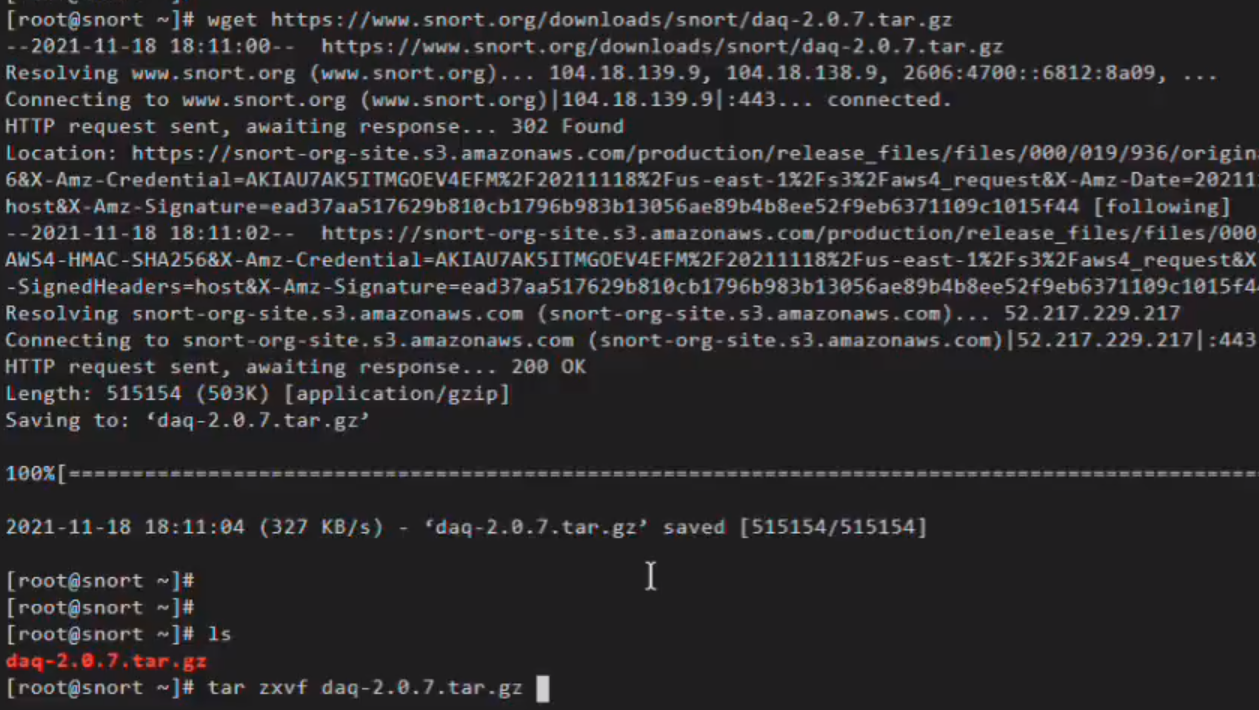 [root@snort ~]# wget https://www.snort.org/downloads/snort/daq-2.0.7.tar.gz
--2021-11-18 18:11:00--  https://www.snort.org/downloads/snort/daq-2.0.7.tar.gz
Resolving www.snort.org (www.snort.org)... 104.18.139.9, 104.18.138.9, 2606:4700::6812:8a09, ...
Connecting to www.snort.org (www.snort.org)|104.18.139.9|:443... connected.
HTTP request sent, awaiting response... 302 Found
Location: https://snort-org-site.s3.amazonaws.com/production/release_files/files/000/019/936/origin
6&X-Amz-Credential=AKIAU7AK5ITMGOEV4EFM%2F20211118%2Fus-east-1%2Fs3%2Faws4_request&X-Amz-Date=20211
host&X-Amz-Signature=ead37aa517629b810cb1796b983b13056ae89b4b8ee52f9eb6371109c1015f44 [following]
--2021-11-18 18:11:02--  https://snort-org-site.s3.amazonaws.com/production/release_files/files/000
AWS4-HMAC-SHA256&X-Amz-Credential=AKIAU7AK5ITMGOEV4EFM%2F20211118%2Fus-east-1%2Fs3%2Faws4_request&X
-SignedHeaders=host&X-Amz-Signature=ead37aa517629b810cb1796b983b13056ae89b4b8ee52f9eb6371109c1015f4
Resolving snort-org-site.s3.amazonaws.com (snort-org-site.s3.amazonaws.com)... 52.217.229.217
Connecting to snort-org-site.s3.amazonaws.com (snort-org-site.s3.amazonaws.com)|52.217.229.217|:443
HTTP request sent, awaiting response... 200 OK
Length: 515154 (503K) [application/gzip]
Saving to: ‘daq-2.0.7.tar.gz’
100%[==============================================================================================
2021-11-18 18:11:04 (327 KB/s) - ‘daq-2.0.7.tar.gz’ saved [515154/515154]
[root@snort ~]#
[root@snort ~]#
[root@snort ~]# ls
daq-2.0.7.tar.gz
[root@snort ~]# tar zxvf daq-2.0.7.tar.gz